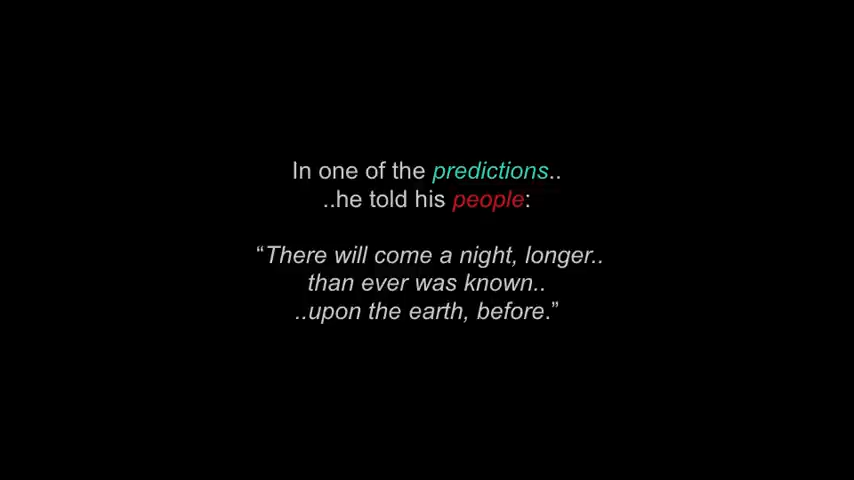 In one of the predictions..
..he told his people:
“There will come a night, longer..
than ever was known..
..upon the earth, before.”